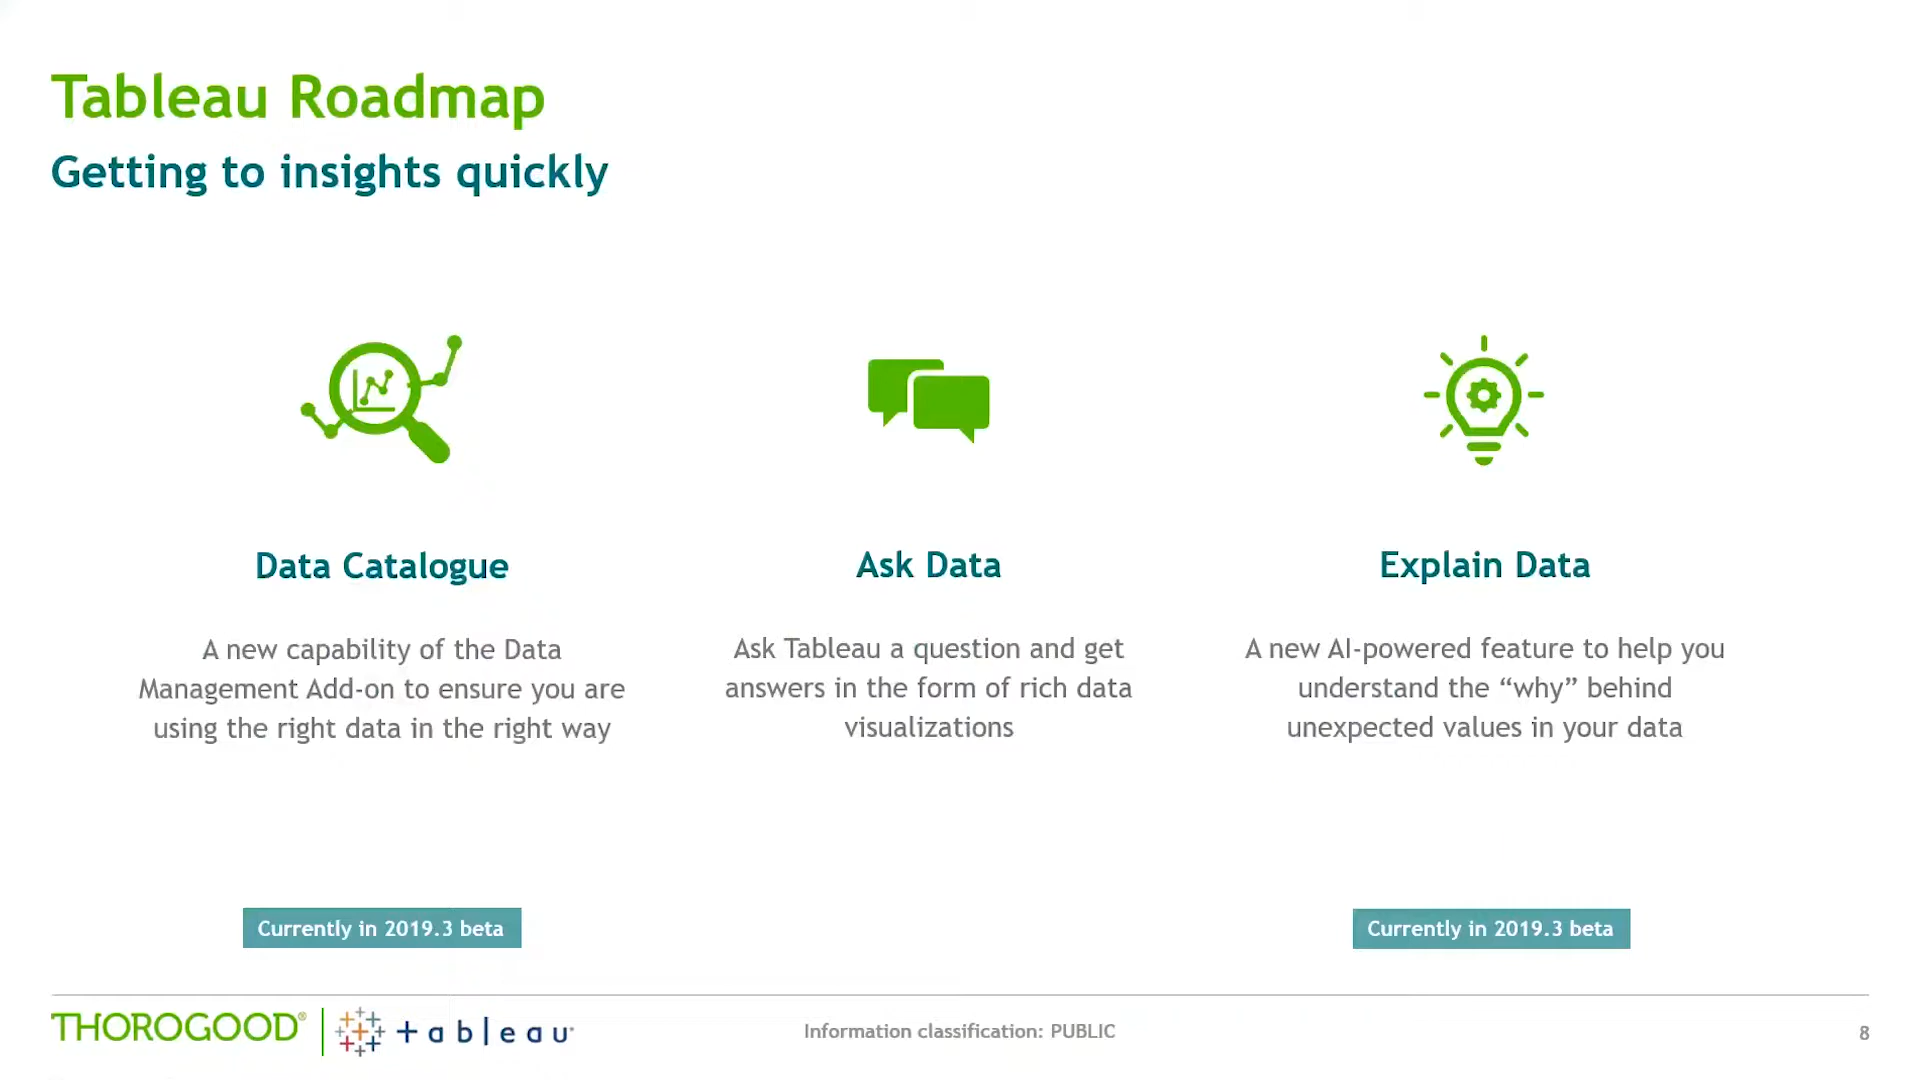 Tableau Roadmap
Getting to insights quickly
Data Catalogue
A new capability of the Data
Management Add-on to ensure you are
using the right data in the right way
Currently in 2019.3 beta
Ask Data
Ask Tableau a question and get
answers in the form of rich data
visualizations
Explain Data
A new AI-powered feature to help you
understand the “why” behind
unexpected values in your data
Currently in 2019.3 beta
THOROGOOD®
+ableau
Information classification: PUBLIC
8